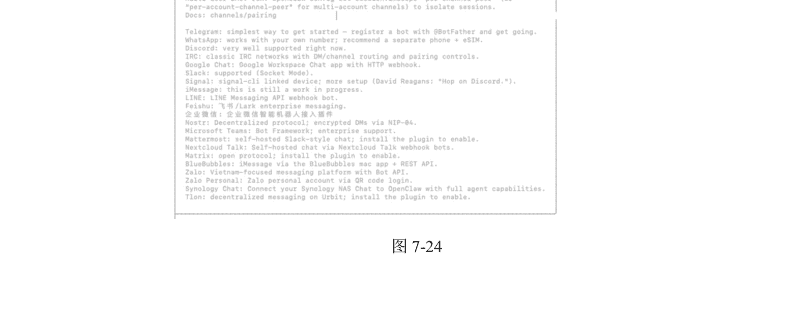 "per-account-channel-peer" for multi-account channels) to isolate sessions.
Docs: channels/pairing
Telegram: simplest way to get started — register a bot with @BotFather and get going.
WhatsApp: works with your own number; recommend a separate phone + eSIM.
Discord: very well supported right now.
IRC: classic IRC networks with DM/channel routing and pairing controls.
Google Chat: Google Workspace Chat app with HTTP webhook.
Slack: supported (Socket Mode).
Signal: signal-cli linked device; more setup (David Reagans: "Hop on Discord.").
iMessage: this is still a work in progress.
LINE: LINE Messaging API webhook bot.
Feishu: 飞书/Lark enterprise messaging.
企业微信: 企业微信智能机器人接入插件
Nostr: Decentralized protocol; encrypted DMs via NIP-04.
Microsoft Teams: Bot Framework; enterprise support.
Mattermost: self-hosted Slack-style chat; install the plugin to enable.
Nextcloud Talk: Self-hosted chat via Nextcloud Talk webhook bots.
Matrix: open protocol; install the plugin to enable.
BlueBubbles: iMessage via the BlueBubbles mac app + REST API.
Zalo: Vietnam-focused messaging platform with Bot API.
Zalo Personal: Zalo personal account via QR code login.
Synology Chat: Connect your Synology NAS Chat to OpenClaw with full agent capabilities.
Tlon: decentralized messaging on Urbit; install the plugin to enable.
图 7-24